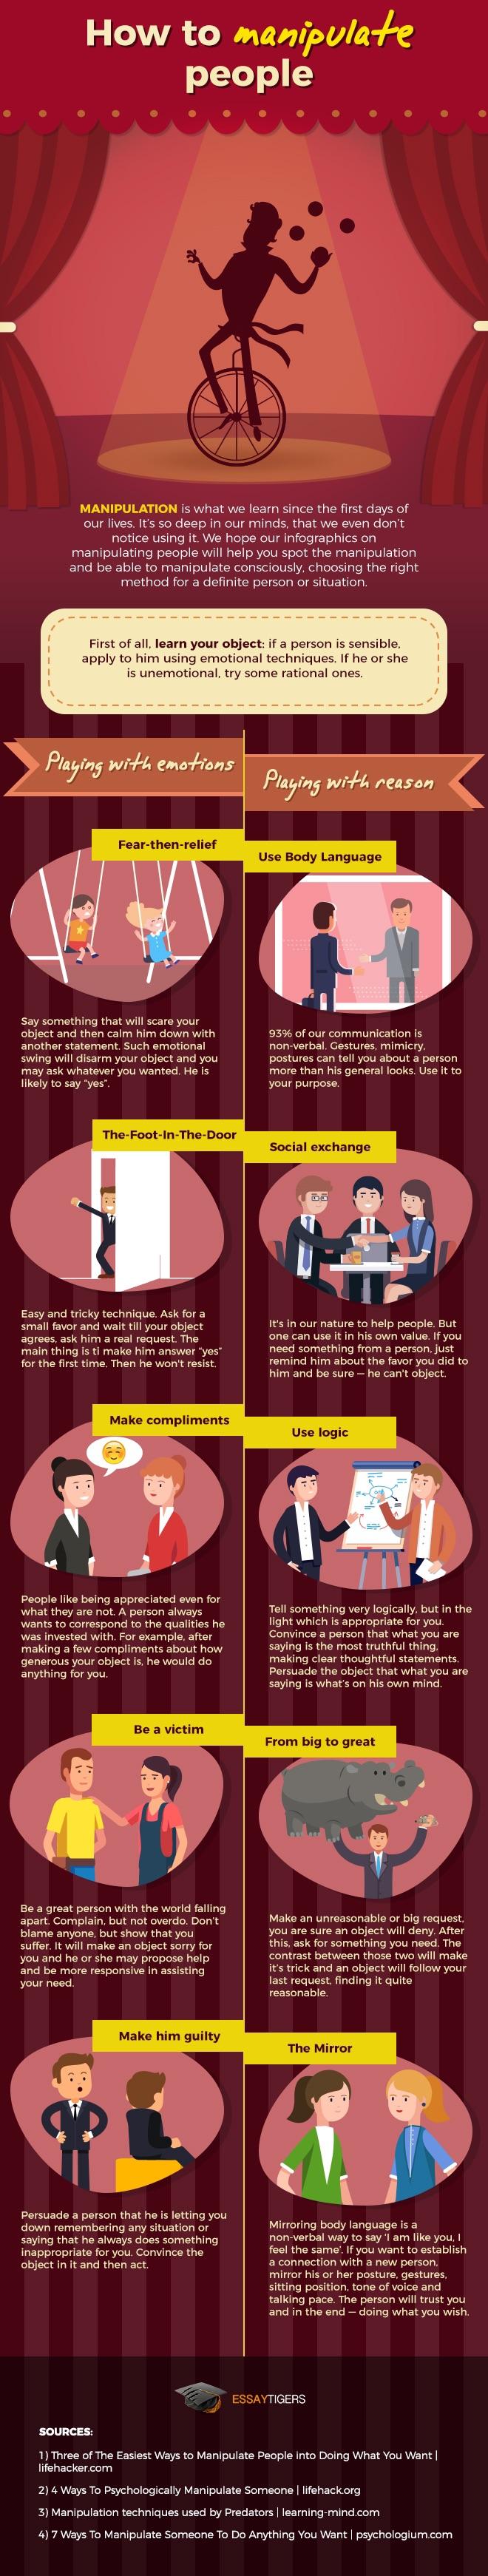 How to manipulate
people
MANIPULATION is what we learn since the first days of
our lives. It's so deep in our minds, that we even don't
notice using it. We hope our infographics on
manipulating people will help you spot the manipulation
and be able to manipulate consciously, choosing the right
method for a definite person or situation.
First of all, learn your object: if a person is sensible,
apply to him using emotional techniques. If he or she
is unemotional, try some rational ones.
Playing with emotions
Playing with reason
Fear-then-relief
Say something that will scare your
object and then calm him down with
another statement. Such emotional
swing will disarm your object and you
may ask whatever you wanted. He is
likely to say "yes".
Use Body Language
93% of our communication is
non-verbal. Gestures, mimicry,
postures can tell you about a person
more than his general looks. Use it to
your purpose.
The-Foot-In-The-Door
Easy and tricky technique. Ask for a
small favor and wait till your object
agrees, ask him a real request. The
main thing is ti make him answer "yes"
for the first time. Then he won't resist.
Social exchange
It's in our nature to help people. But
one can use it in his own value. If you
need something from a person, just
remind him about the favor you did to
him and be sure — he can't object.
Make compliments
People like being appreciated even for
what they are not. A person always
wants to correspond to the qualities he
was invested with. For example, after
making a few compliments about how
generous your object is, he would do
anything for you.
Use logic
Tell something very logically, but in the
light which is appropriate for you.
Convince a person that what you are
saying is the most truthful thing,
making clear thoughtful statements.
Persuade the object that what you are
saying is what's on his own mind.
Be a victim
Be a great person with the world falling
apart. Complain, but not overdo. Don't
blame anyone, but show that you
suffer. It will make an object sorry for
you and he or she may propose help
and be more responsive in assisting
your need.
From big to great
Make an unreasonable or big request,
you are sure an object will deny. After
this, ask for something you need. The
contrast between those two will make
it's trick and an object will follow your
last request, finding it quite
reasonable.
Make him guilty
Persuade a person that he is letting you
down remembering any situation or
saying that he always does something
inappropriate for you. Convince the
object in it and then act.
The Mirror
Mirroring body language is a
non-verbal way to say 'I am like you, I
feel the same'. If you want to establish
a connection with a new person,
mirror his or her posture, gestures,
sitting position, tone of voice and
talking pace. The person will trust you
and in the end — doing what you wish.
ESSAYTIGERS
SOURCES:
1) Three of The Easiest Ways to Manipulate People into Doing What You Want |
lifehacker.com
2) 4 Ways To Psychologically Manipulate Someone | lifehack.org
3) Manipulation techniques used by Predators | learning-mind.com
4) 7 Ways To Manipulate Someone To Do Anything You Want | psychologium.com